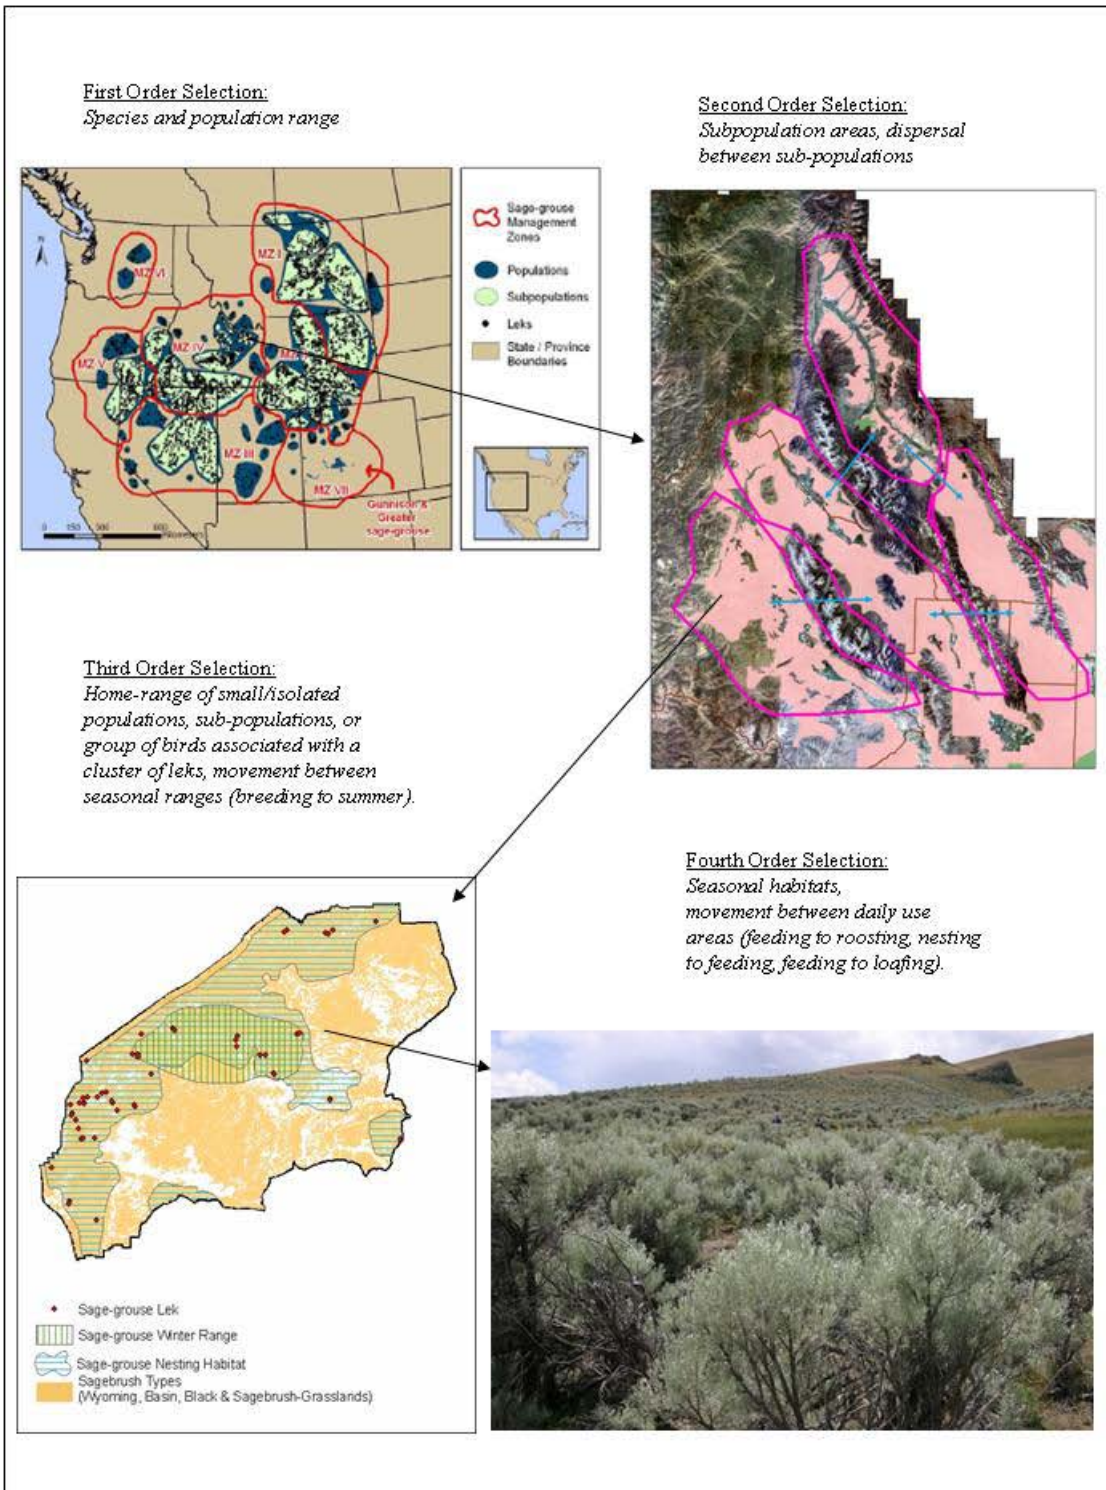 First Order Selection:
Species and population range
Second Order Selection:
Subpopulation areas, dispersal
between sub-populations
N
MZ I
MZ VI
MZ IV
MZ V
MZ III
MZ VII
Gunnison &
Greater
sage-grouse
0
Sage-grouse
Management
Zones
Populations
Subpopulations
Leks
State / Province
Boundaries
Third Order Selection:
Home-range of small/isolated
populations, sub-populations, or
group of birds associated with a
cluster of leks, movement between
seasonal ranges (breeding to summer).
Fourth Order Selection:
Seasonal habitats,
movement between daily use
areas (feeding to roosting, nesting
to feeding, feeding to loafing).
Sage-grouse Lek
Sage-grouse Winter Range
Sage-grouse Nesting Habitat
Sagebrush Types
(Wyoming, Basin, Black & Sagebrush-Grasslands)